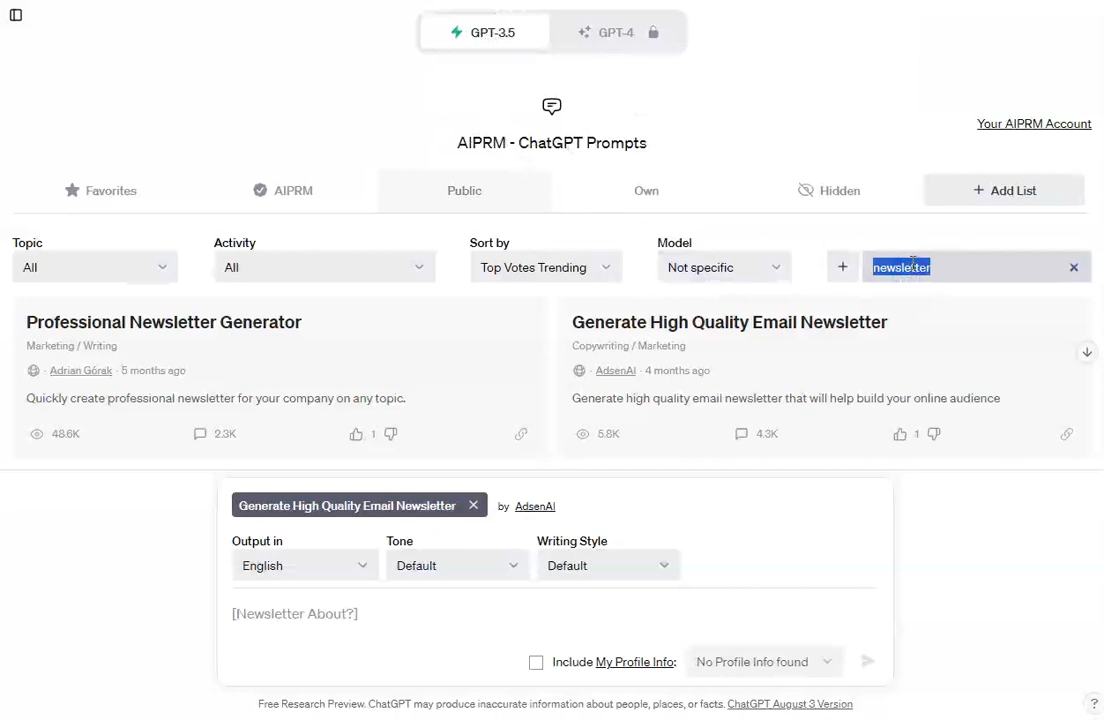 GPT-3.5 GPT-4
Your AIPRM Account
AIPRM - ChatGPT Prompts
Favorites AIPRM Public Own Hidden + Add List
Topic Activity Sort by Model
All All Top Votes Trending Not specific + newsletter ×
Professional Newsletter Generator Generate High Quality Email Newsletter
Marketing / Writing Copywriting / Marketing
· Adrian Górak · 5 months ago · AdsenAI · 4 months ago
Quickly create professional newsletter for your company on any topic. Generate high quality email newsletter that will help build your online audience
48.6K 2.3K 1 5.8K 4.3K 1
Generate High Quality Email Newsletter × by AdsenAI
Output in Tone Writing Style
English Default Default
[Newsletter About?]
Include My Profile Info: No Profile Info found
Free Research Preview. ChatGPT may produce inaccurate information about people, places, or facts. ChatGPT August 3 Version ?